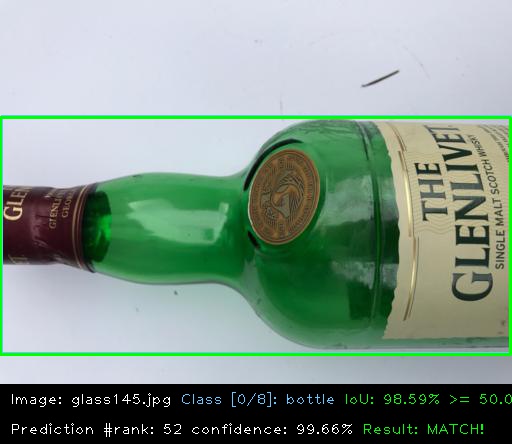 THE
GLENLIVET
SINGLE MALT SCOTCH WHISKY
Image: glass145.jpg Class [0/8]: bottle IoU: 98.59% >= 50.0
Prediction #rank: 52 confidence: 99.66% Result: MATCH!